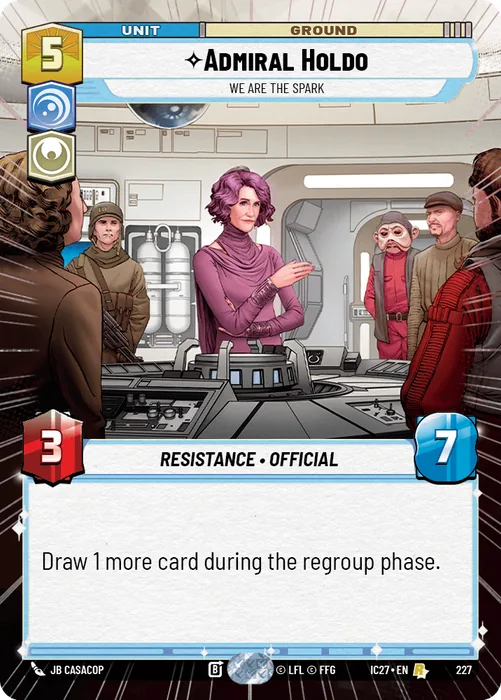 UNIT
GROUND
5
ADMIRAL HOLDO
WE ARE THE SPARK
3
7
RESISTANCE • OFFICIAL
Draw 1 more card during the regroup phase.
JB CASACOP
B
© LFL © FFG
IC27 • EN
R
227